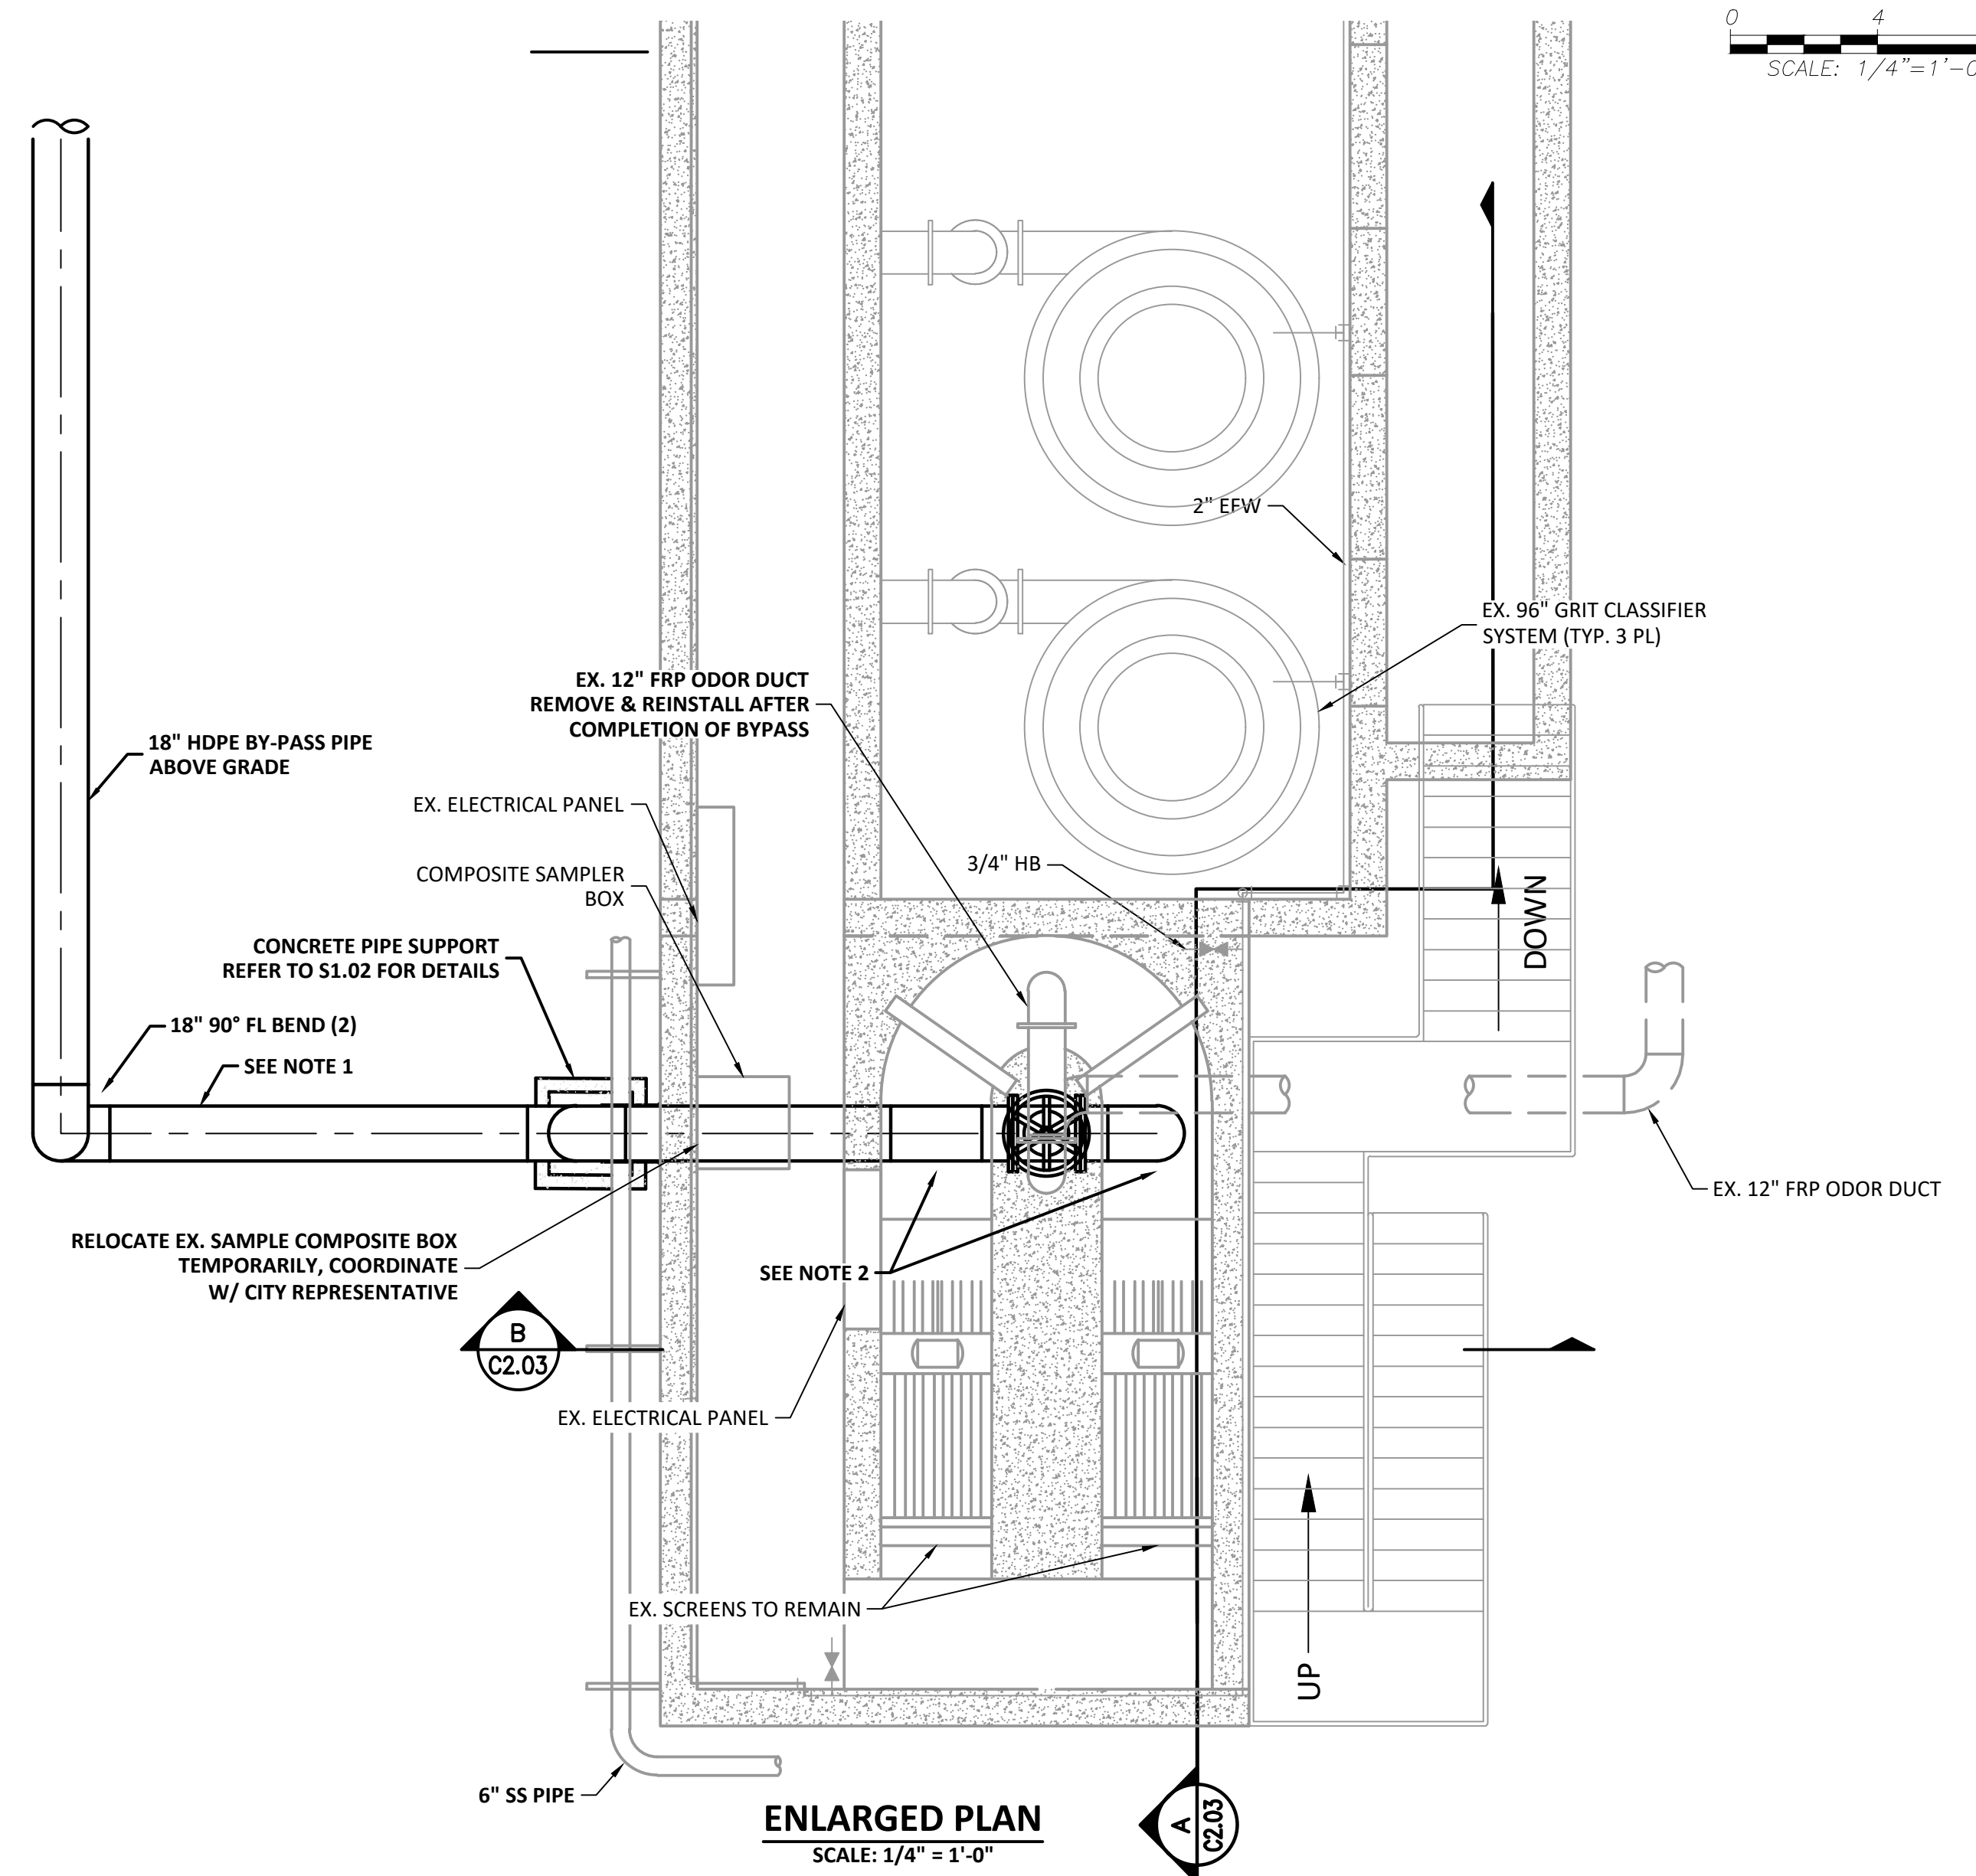 0 4
SCALE: 1/4"=1'-0
2" EFW
EX. 96" GRIT CLASSIFIER
SYSTEM (TYP. 3 PL)
EX. 12" FRP ODOR DUCT
REMOVE & REINSTALL AFTER
COMPLETION OF BYPASS
18" HDPE BY-PASS PIPE
ABOVE GRADE
EX. ELECTRICAL PANEL
3/4" HB
COMPOSITE SAMPLER
BOX
DOWN
CONCRETE PIPE SUPPORT
REFER TO S1.02 FOR DETAILS
18" 90° FL BEND (2)
SEE NOTE 1
EX. 12" FRP ODOR DUCT
RELOCATE EX. SAMPLE COMPOSITE BOX
TEMPORARILY, COORDINATE
W/ CITY REPRESENTATIVE
SEE NOTE 2
B
C2.03
EX. ELECTRICAL PANEL
EX. SCREENS TO REMAIN
UP
6" SS PIPE
ENLARGED PLAN
SCALE: 1/4" = 1'-0"
A
C2.03